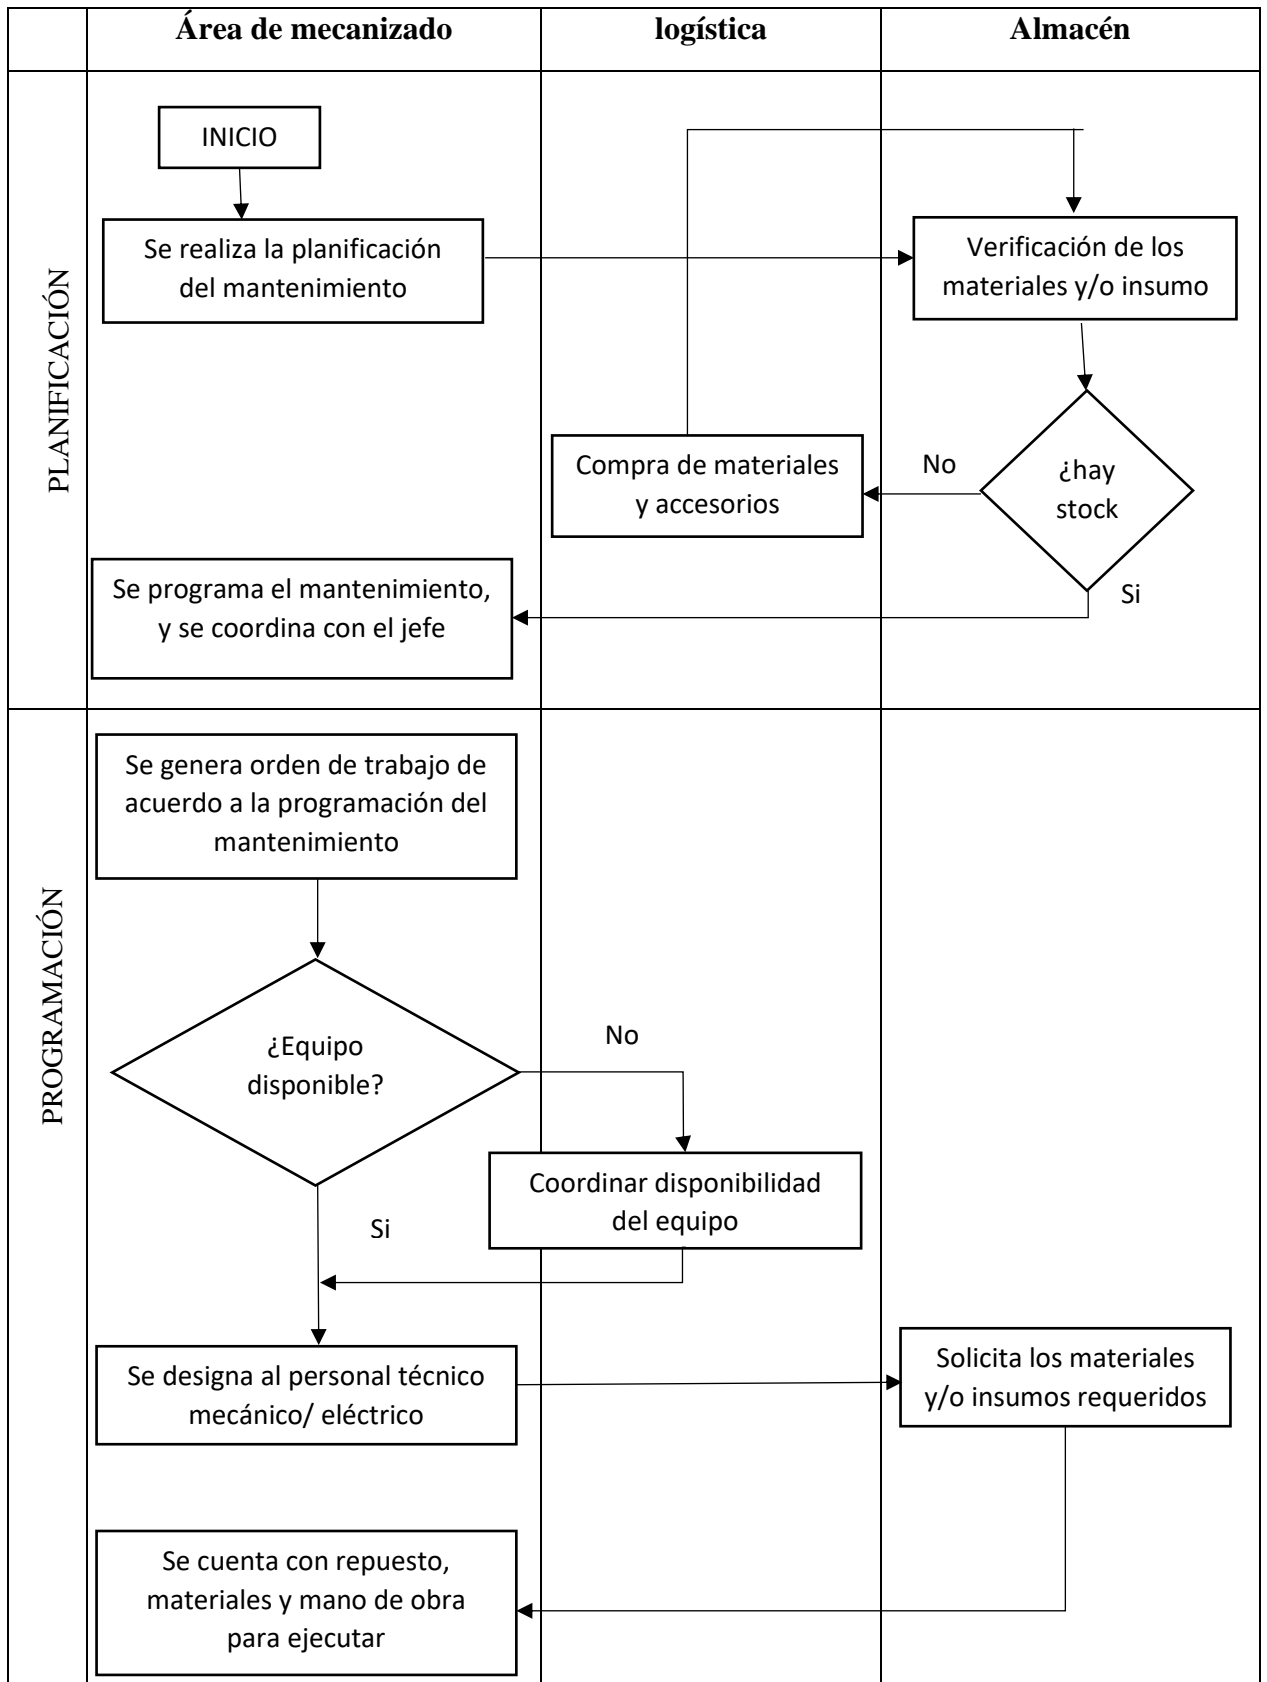 Área de mecanizado
logística
Almacén
PLANIFICACIÓN
INICIO
Se realiza la planificación
del mantenimiento
Verificación de los
materiales y/o insumo
Compra de materiales
y accesorios
No
¿hay
stock
Si
Se programa el mantenimiento,
y se coordina con el jefe
PROGRAMACIÓN
Se genera orden de trabajo de
acuerdo a la programación del
mantenimiento
¿Equipo
disponible?
No
Coordinar disponibilidad
del equipo
Si
Se designa al personal técnico
mecánico/ eléctrico
Solicita los materiales
y/o insumos requeridos
Se cuenta con repuesto,
materiales y mano de obra
para ejecutar